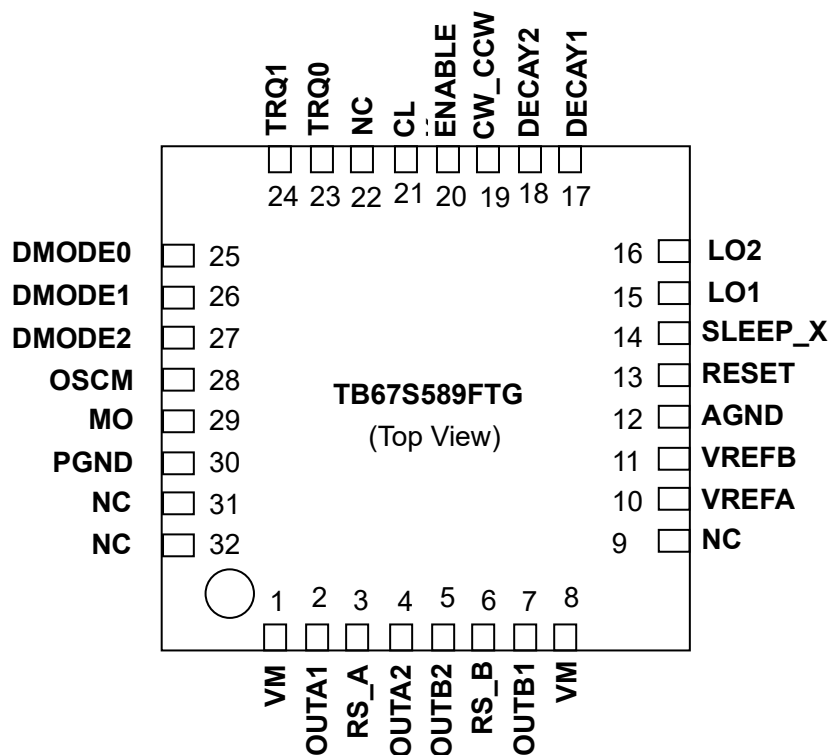 TRQ1
TRQ0
NC
CL
ENABLE
CW_CCW
DECAY2
DECAY1
24
23
22
21
20
19
18
17
DMODE0 25
DMODE1 26
DMODE2 27
OSCM 28
MO 29
PGND 30
NC 31
NC 32
16 LO2
15 LO1
14 SLEEP_X
13 RESET
12 AGND
11 VREFB
10 VREFA
9 NC
TB67S589FTG
(Top View)
1
2
3
4
5
6
7
8
VM
OUTA1
RS_A
OUTA2
OUTB2
RS_B
OUTB1
VM